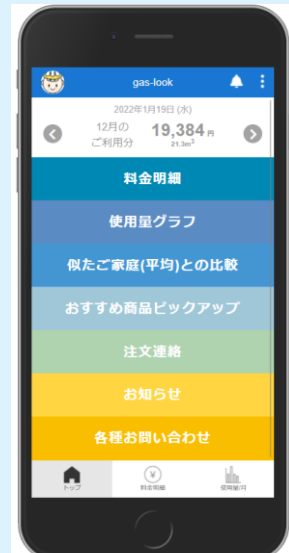 gas-look
2022年1月19日 (水)
12月の
ご利用分
19,384 円
21.3m³
料金明細
使用量グラフ
似たご家庭(平均)との比較
おすすめ商品ピックアップ
注文連絡
お知らせ
各種お問い合わせ
トップ
料金明細
使用量/月